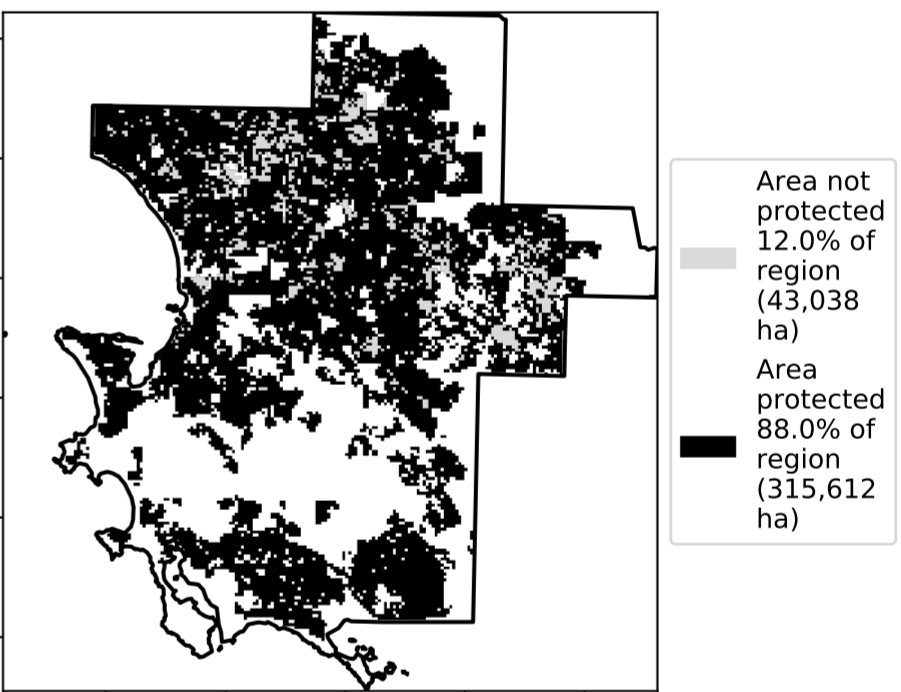 Area not
protected
12.0% of
region
(43,038
ha)
Area
protected
88.0% of
region
(315,612
ha)